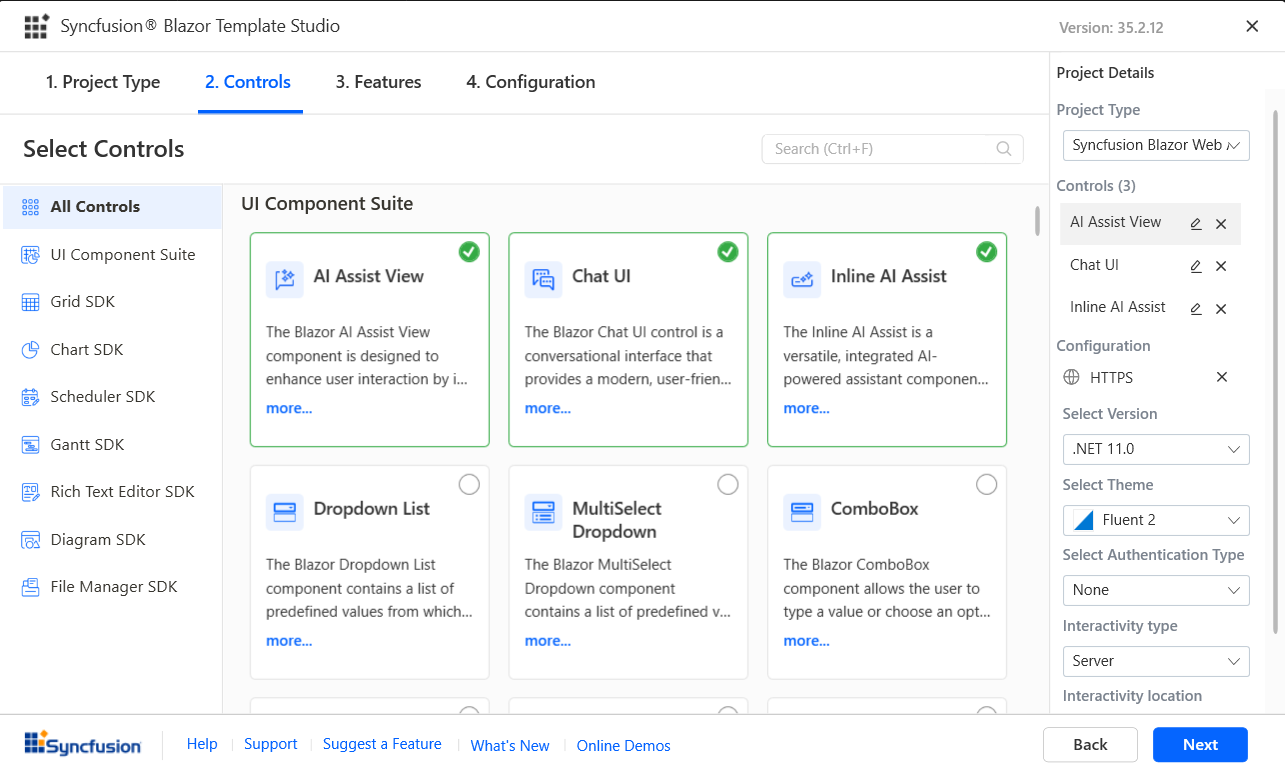 Syncfusion® Blazor Template Studio
Version: 35.2.12
1. Project Type
2. Controls
3. Features
4. Configuration
Select Controls
Search (Ctrl+F)
All Controls
UI Component Suite
Grid SDK
Chart SDK
Scheduler SDK
Gantt SDK
Rich Text Editor SDK
Diagram SDK
File Manager SDK
UI Component Suite
AI Assist View
The Blazor AI Assist View
component is designed to
enhance user interaction by i...
more...
Chat UI
The Blazor Chat UI control is a
conversational interface that
provides a modern, user-frien...
more...
Inline AI Assist
The Inline AI Assist is a
versatile, integrated AI-
powered assistant componen...
more...
Dropdown List
The Blazor Dropdown List
component contains a list of
predefined values from which...
more...
MultiSelect
Dropdown
The Blazor MultiSelect
Dropdown component
contains a list of predefined v...
more...
ComboBox
The Blazor ComboBox
component allows the user to
type a value or choose an opt...
more...
Project Details
Project Type
Syncfusion Blazor Web
Controls (3)
AI Assist View
Chat UI
Inline AI Assist
Configuration
HTTPS
Select Version
.NET 11.0
Select Theme
Fluent 2
Select Authentication Type
None
Interactivity type
Server
Interactivity location
Syncfusion
Help
Support
Suggest a Feature
What's New
Online Demos
Back
Next